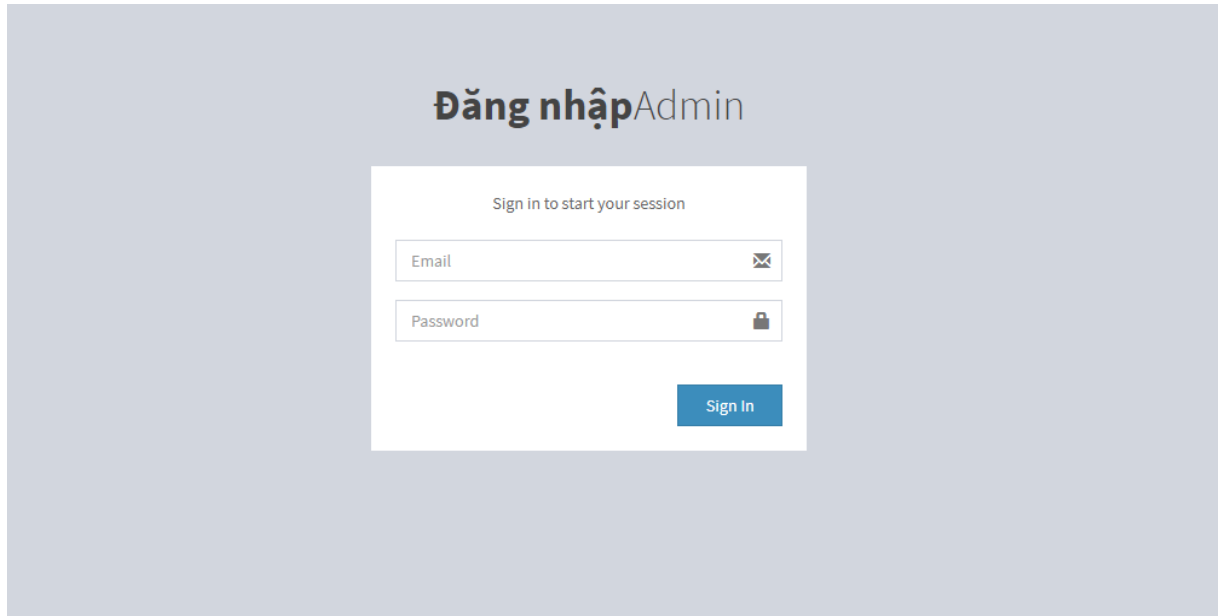 Đăng nhậpAdmin
Sign in to start your session
Email
Password
Sign In